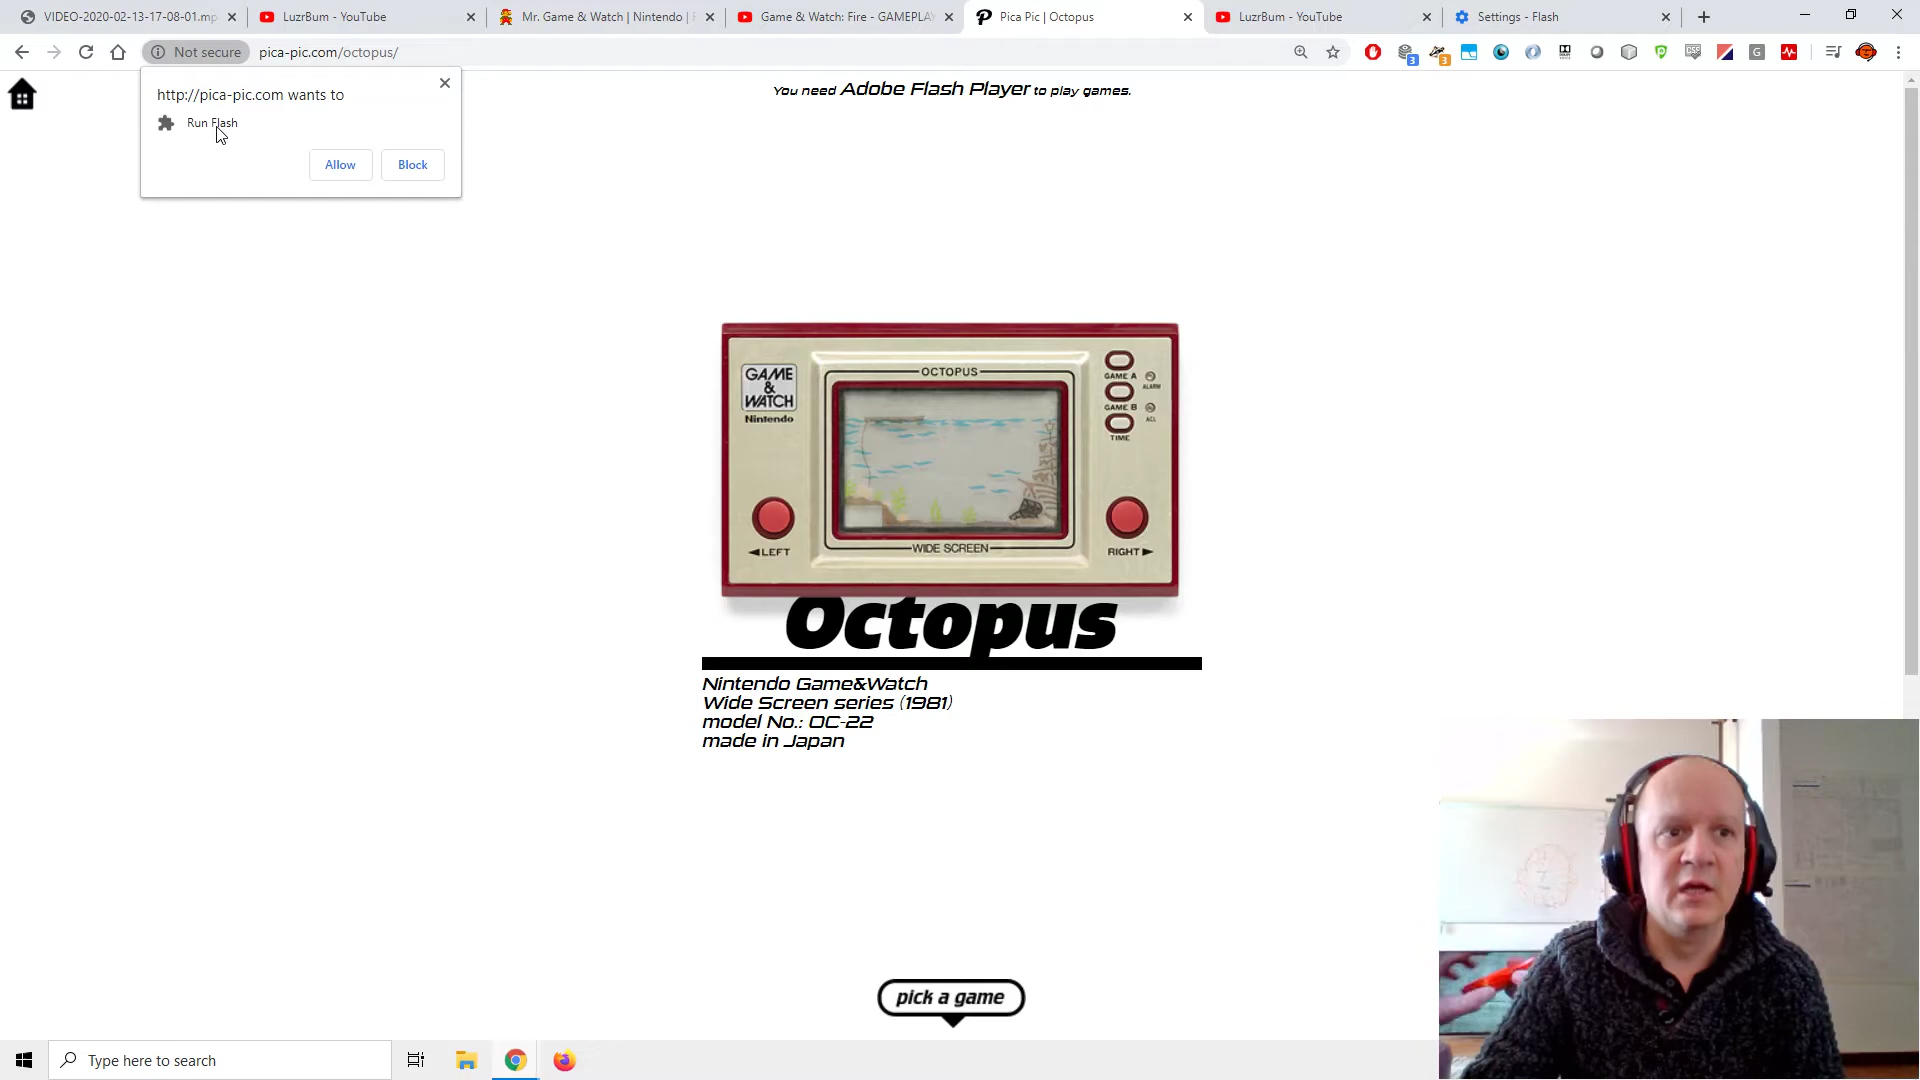 VIDEO-2020-02-13-17-08-01.mp
LuzrBum - YouTube
Mr. Game & Watch | Nintendo |
Game & Watch: Fire - GAMEPLAY
Pica Pic | Octopus
LuzrBum - YouTube
Settings - Flash
Not secure
pica-pic.com/octopus/
3
3
CSS
G
http://pica-pic.com wants to
Run Flash
Allow
Block
You need Adobe Flash Player to play games.
GAME & WATCH
Nintendo
OCTOPUS
GAME A
ALARM
GAME B
ACL
TIME
◄LEFT
WIDE SCREEN
RIGHT►
Octopus
Nintendo Game&Watch
Wide Screen series (1981)
model No.: OC-22
made in Japan
pick a game
Type here to search